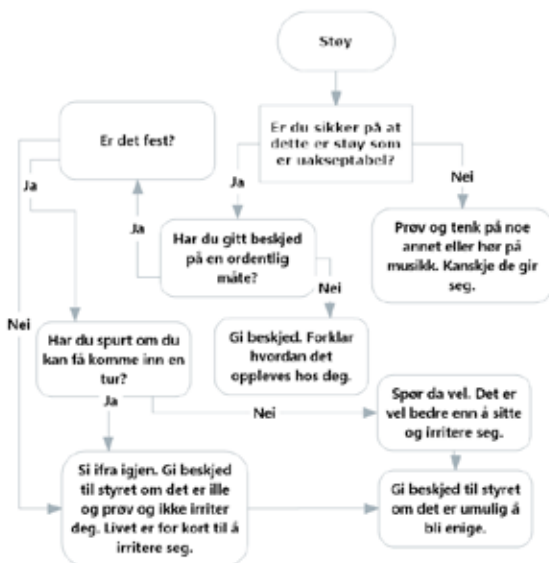 Støy
Er du sikker på at
dette er støy som
er uakseptabel?
Er det fest?
Ja
Nei
Ja
Ja
Har du gitt beskjed
på en ordentlig
måte?
Prøv og tenk på noe
annet eller hør på
musikk. Kanskje de gir
seg.
Nei
Nei
Har du spurt om du
kan få komme inn en
tur?
Gi beskjed. Forklar
hvordan det
oppleves hos deg.
Ja
Nei
Spør da vel. Det er
vel bedre enn å sitte
og irritere seg.
Si ifra igjen. Gi beskjed
til styret om det er ille
og prøv og ikke irriter
deg. Livet er for kort til å
irritere seg.
Gi beskjed til styret
om det er umulig å
bli enige.